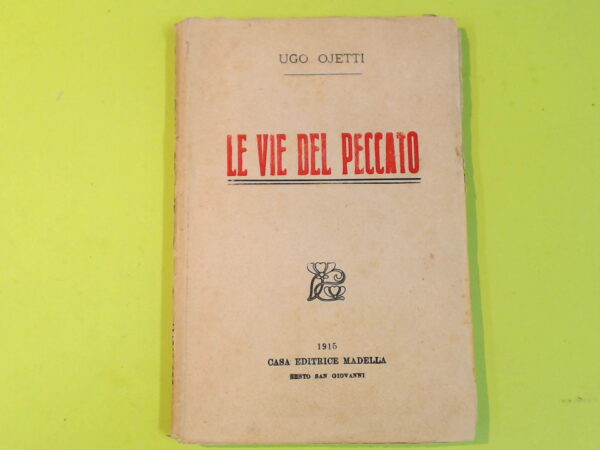 UGO OJETTI
LE VIE DEL PECCATO
1915
CASA EDITRICE MADELLA
SESTO SAN GIOVANNI